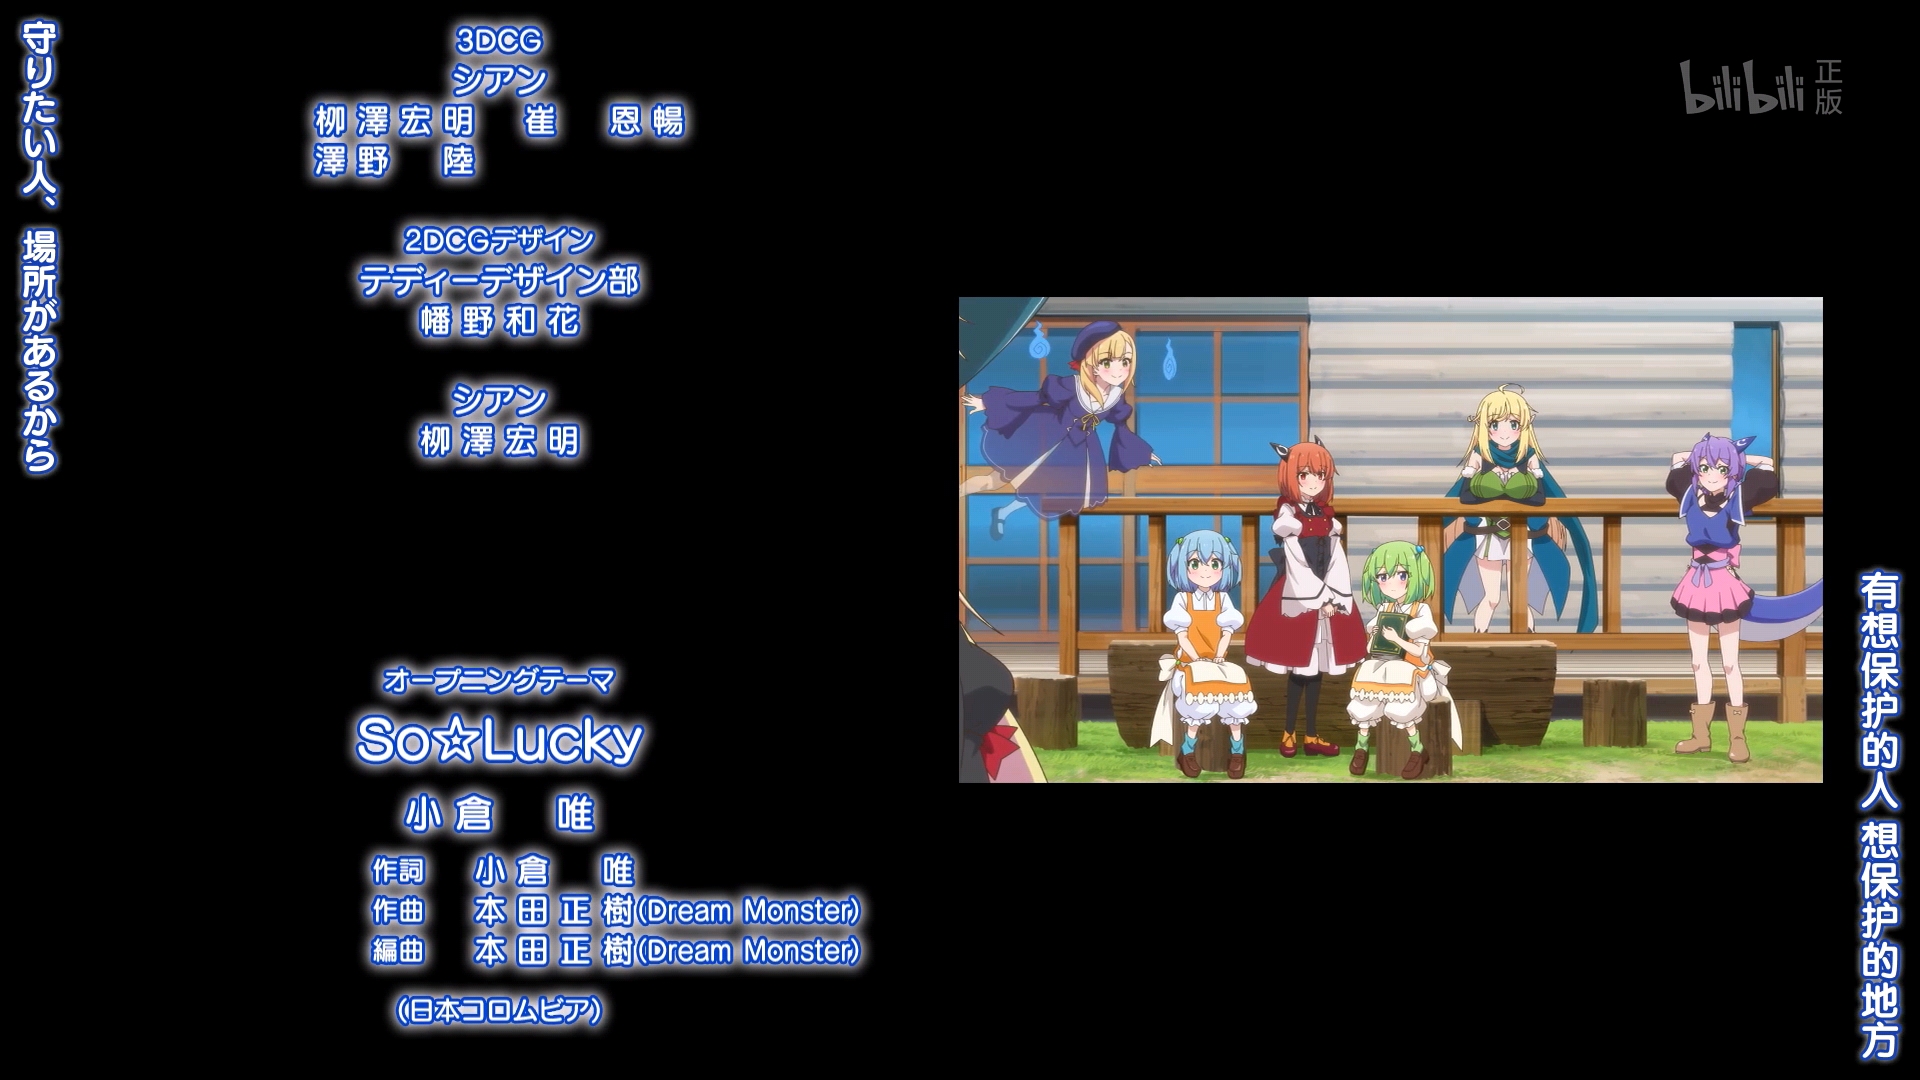 守りたい人、場所があるから
3DCG
シアン
柳澤宏明 崔 恩暢
澤野 陸
2DCGデザイン
テディーデザイン部
幡野和花
シアン
柳澤宏明
オープニングテーマ
So☆Lucky
小倉 唯
作詞 小倉 唯
作曲 本田正樹(Dream Monster)
編曲 本田正樹(Dream Monster)
(日本コロムビア)
bilibili 正版
有想保护的人 想保护的地方